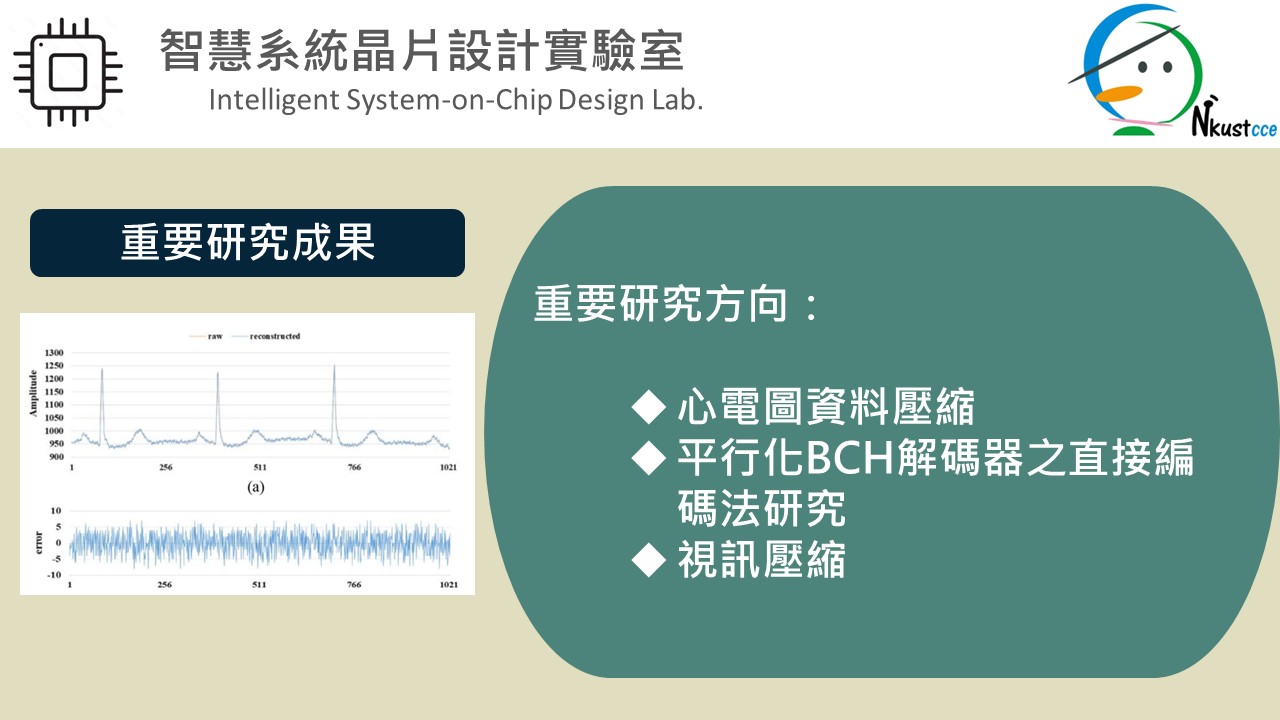 智慧系統晶片設計實驗室
Intelligent System-on-Chip Design Lab.
Nkustcce
重要研究成果
raw reconstructed
Amplitude
1300
1250
1200
1150
1100
1050
1000
950
900
1 256 511 766 1021
(a)
error
10
5
0
-5
-10
1 256 511 766 1021
重要研究方向：
◆ 心電圖資料壓縮
◆ 平行化BCH解碼器之直接編
碼法研究
◆ 視訊壓縮